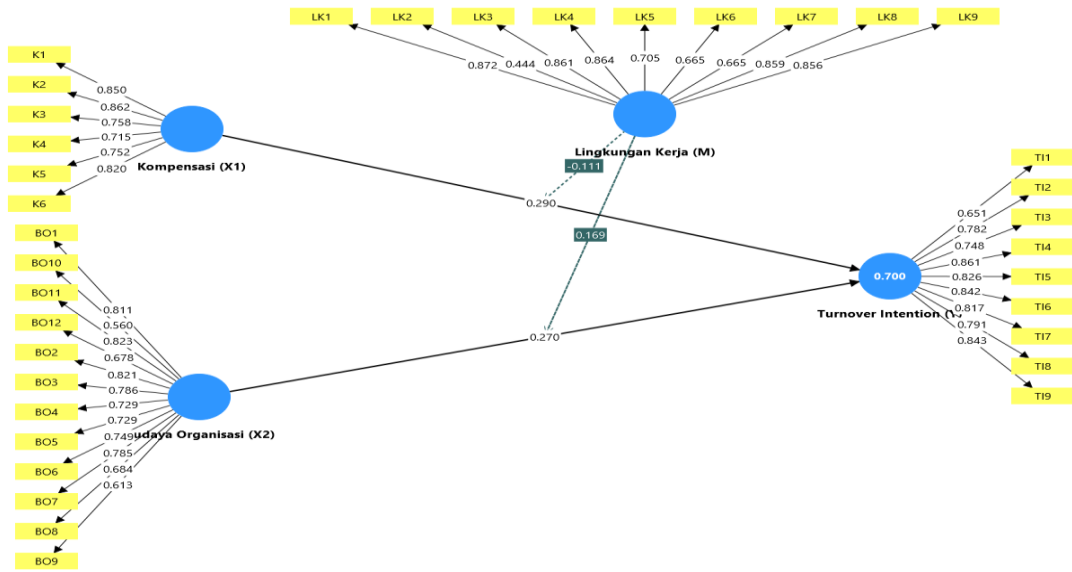 LK1 LK2 LK3 LK4 LK5 LK6 LK7 LK8 LK9
0.872 0.444 0.861 0.864 0.705 0.665 0.665 0.859 0.856
Lingkungan Kerja (M)
K1
K2
K3
K4
K5
K6
0.850
0.862
0.758
0.715
0.752
0.820
Kompensasi (X1)
-0.111
0.290
0.169
0.270
BO1
BO10
BO11
BO12
BO2
BO3
BO4
BO5
BO6
BO7
BO8
BO9
0.811
0.560
0.823
0.678
0.821
0.786
0.729
0.729
0.749
0.785
0.684
0.613
udaya Organisasi (X2)
0.700
Turnover Intention (Y)
0.651
0.782
0.748
0.861
0.826
0.842
0.817
0.791
0.843
TI1
TI2
TI3
TI4
TI5
TI6
TI7
TI8
TI9